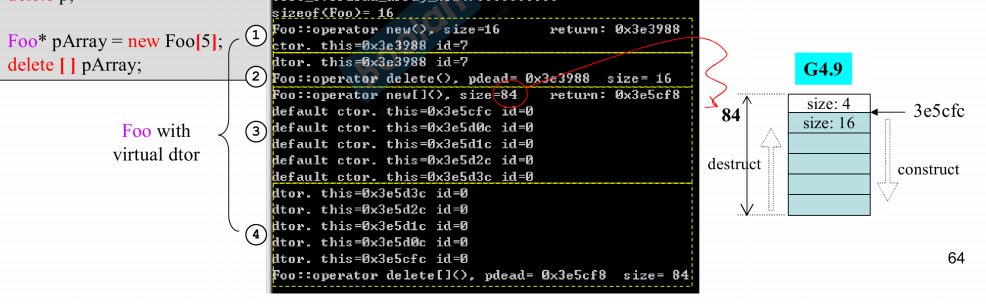 delete p;
Foo* pArray = new Foo[5];
delete [ ] pArray;
Foo with
virtual dtor
①
②
③
④
sizeof(Foo)= 16
Foo::operator new(), size=16 return: 0x3e3988
ctor. this=0x3e3988 id=7
dtor. this=0x3e3988 id=7
Foo::operator delete(), pdead= 0x3e3988 size= 16
Foo::operator new[](), size=84 return: 0x3e5cf8
default ctor. this=0x3e5cfc id=0
default ctor. this=0x3e5d0c id=0
default ctor. this=0x3e5d1c id=0
default ctor. this=0x3e5d2c id=0
default ctor. this=0x3e5d3c id=0
dtor. this=0x3e5d3c id=0
dtor. this=0x3e5d2c id=0
dtor. this=0x3e5d1c id=0
dtor. this=0x3e5d0c id=0
dtor. this=0x3e5cfc id=0
Foo::operator delete[](), pdead= 0x3e5cf8 size= 84
G4.9
84
size: 4
3e5cfc
size: 16
destruct
construct
64